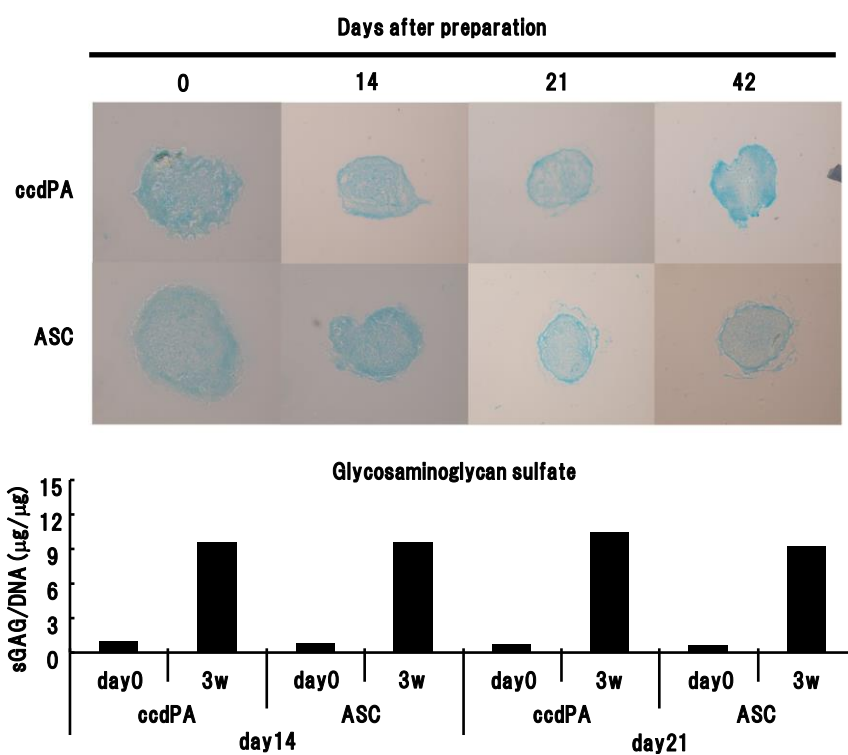 Days after preparation
0 14 21 42
ccdPA
ASC
Glycosaminoglycan sulfate
sGAG/DNA (μg/μg)
15
12
9
6
3
0
day0 3w day0 3w day0 3w day0 3w
ccdPA ASC ccdPA ASC
day14 day21